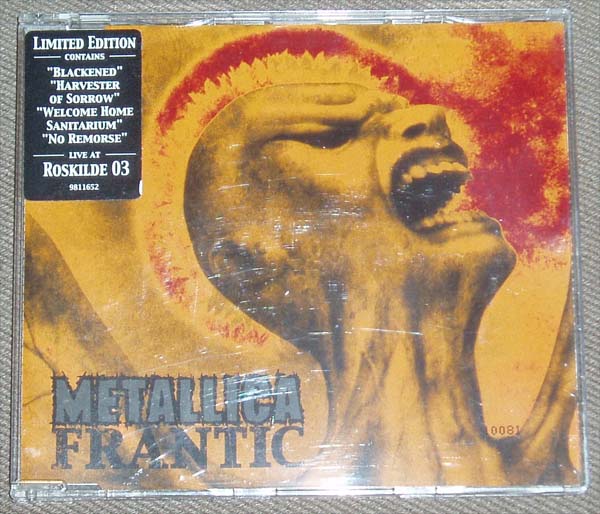 LIMITED EDITION
CONTAINS
"BLACKENED"
"HARVESTER
OF SORROW"
"WELCOME HOME
SANITARIUM"
"NO REMORSE"
LIVE AT
ROSKILDE 03
9811652
METALLICA
FRANTIC
0081